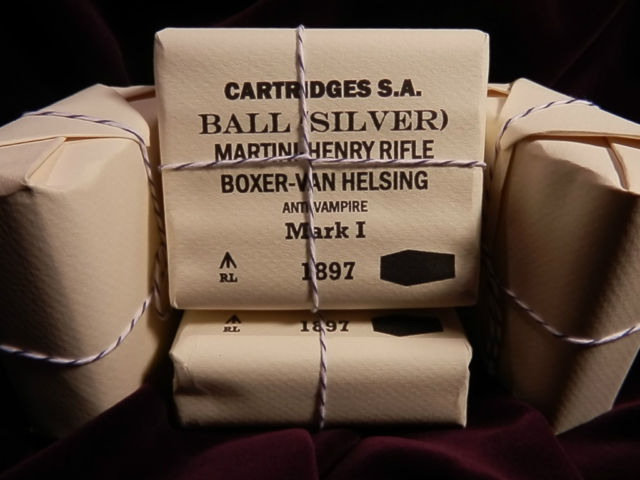 CARTRIDGES S.A.
BALL (SILVER)
MARTINI HENRY RIFLE
BOXER-VAN HELSING
ANTI VAMPIRE
Mark I
RL 1897
RL 1897